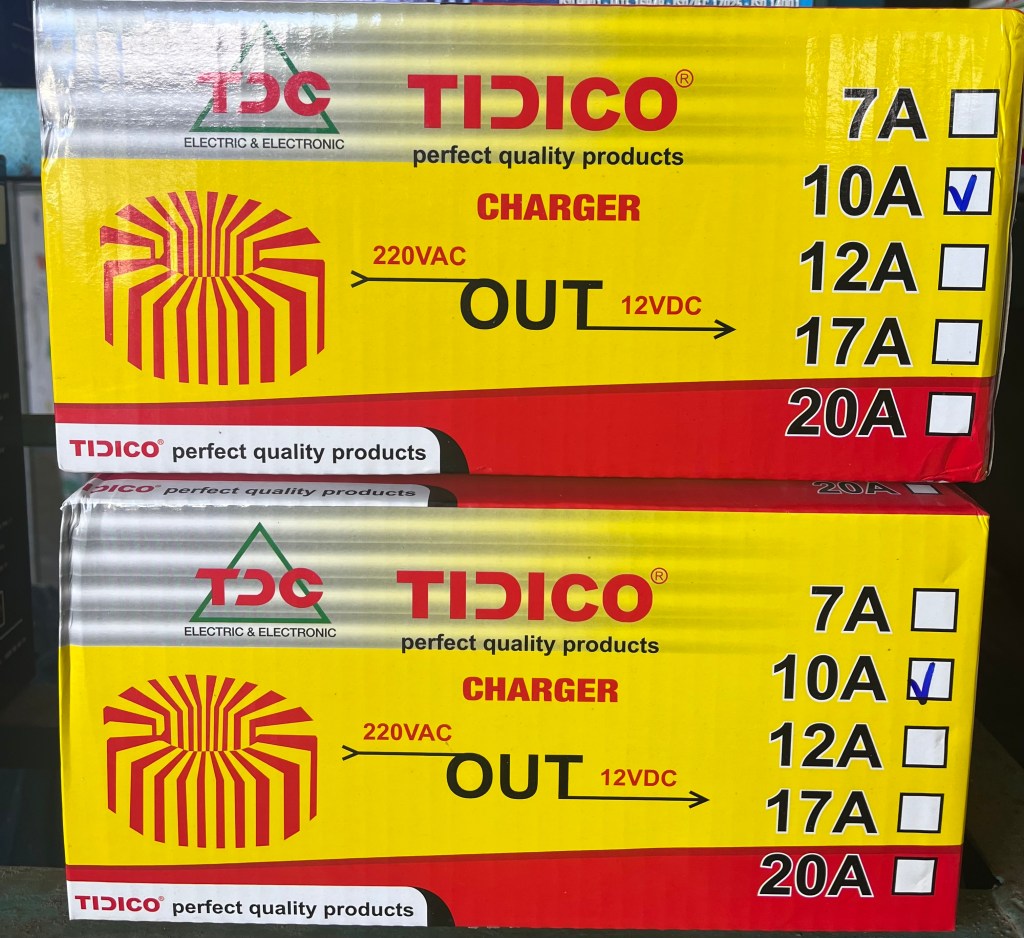 TDC
ELECTRIC & ELECTRONIC
TIDICO®
perfect quality products
CHARGER
220VAC
OUT
12VDC
7A
10A
12A
17A
20A
TIDICO® perfect quality products
TIDICO® perfect quality products
20A
TDC
ELECTRIC & ELECTRONIC
TIDICO®
perfect quality products
CHARGER
220VAC
OUT
12VDC
7A
10A
12A
17A
20A
TIDICO® perfect quality products